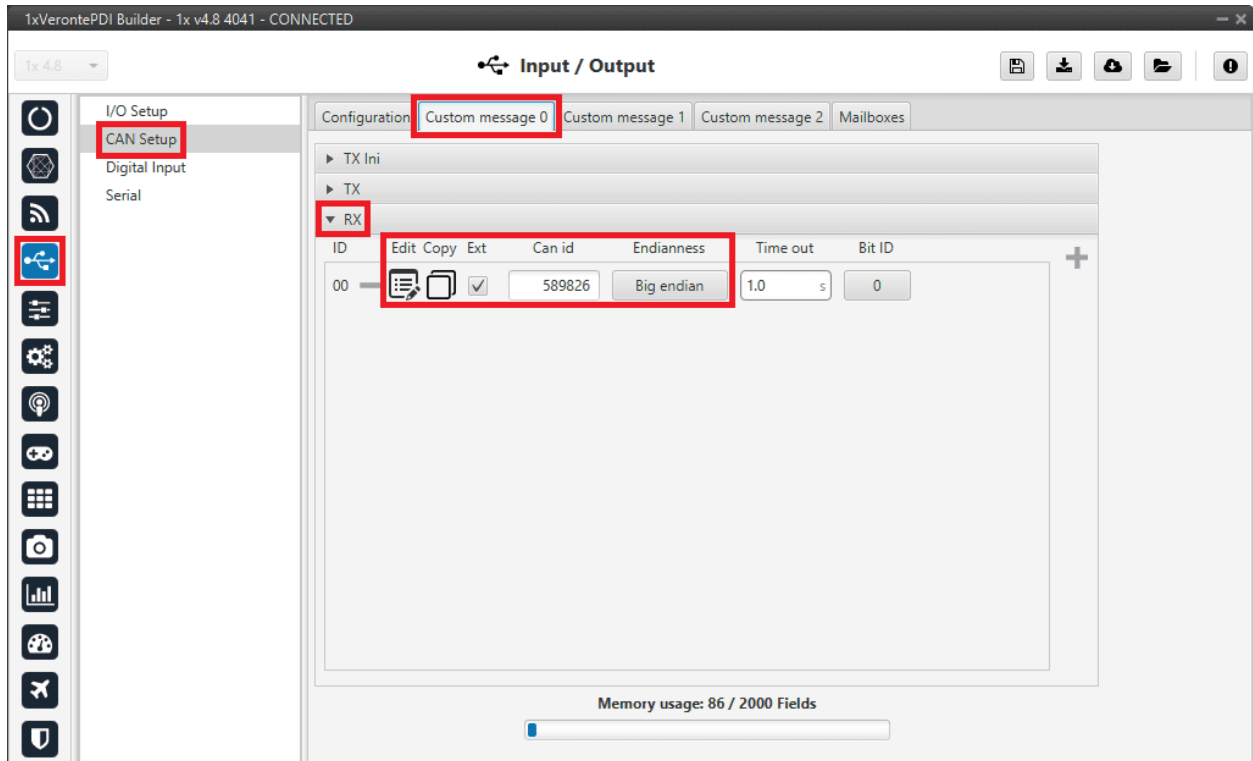 1xVerontePDI Builder - 1x v4.8 4041 - CONNECTED
1x 4.8
Input / Output
I/O Setup
CAN Setup
Digital Input
Serial
Configuration Custom message 0 Custom message 1 Custom message 2 Mailboxes
TX Ini
TX
RX
ID Edit Copy Ext Can id Endianness Time out Bit ID
00 589826 Big endian 1.0 s 0
Memory usage: 86 / 2000 Fields